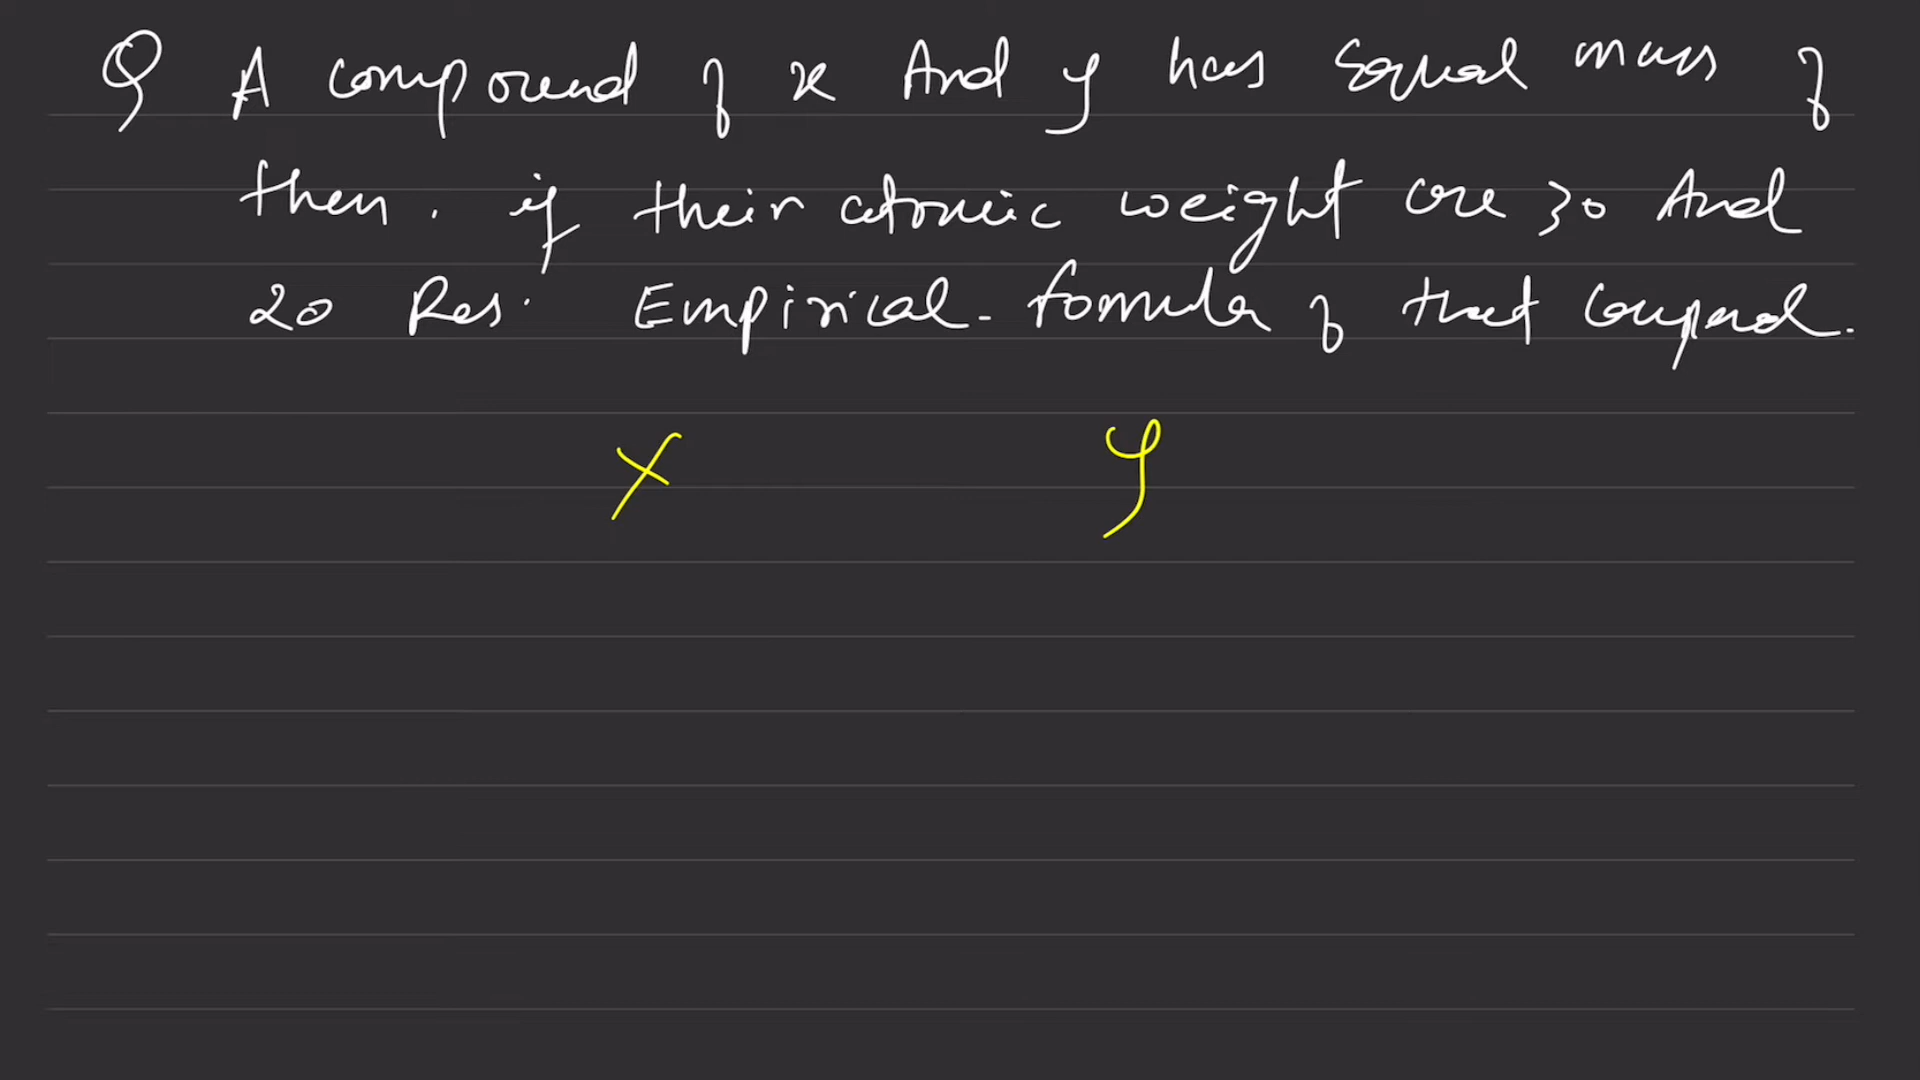 Q A compound of x And y has Equal mass of
then. if their atomic weight are 30 And
20 Res. Empirical - formula of that compound.
X y